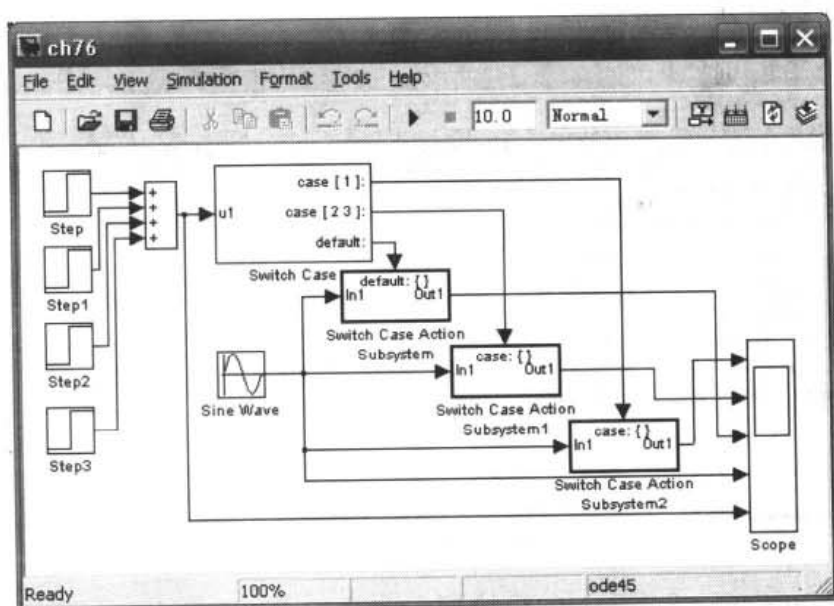 ch76
File Edit View Simulation Format Tools Help
10.0 Normal
Step
Step1
Step2
Step3
+
+
+
+
u1
case [ 1 ]:
case [ 2 3 ]:
default:
Switch Case
default: { }
In1 Out1
Switch Case Action
Subsystem
case: { }
In1 Out1
Switch Case Action
Subsystem1
case: { }
In1 Out1
Switch Case Action
Subsystem2
Sine Wave
Scope
Ready 100% ode45